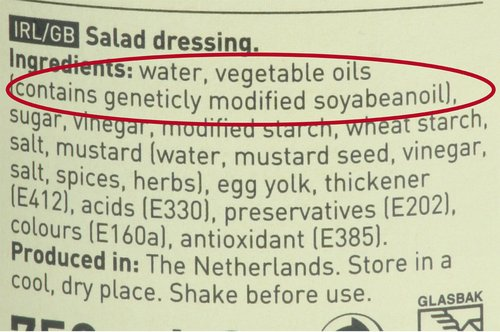 IRL/GB Salad dressing.
Ingredients: water, vegetable oils
(contains geneticly modified soyabeanoil),
sugar, vinegar, modified starch, wheat starch,
salt, mustard (water, mustard seed, vinegar,
salt, spices, herbs), egg yolk, thickener
(E412), acids (E330), preservatives (E202),
colours (E160a), antioxidant (E385).
Produced in: The Netherlands. Store in a
cool, dry place. Shake before use.
GLASBAK